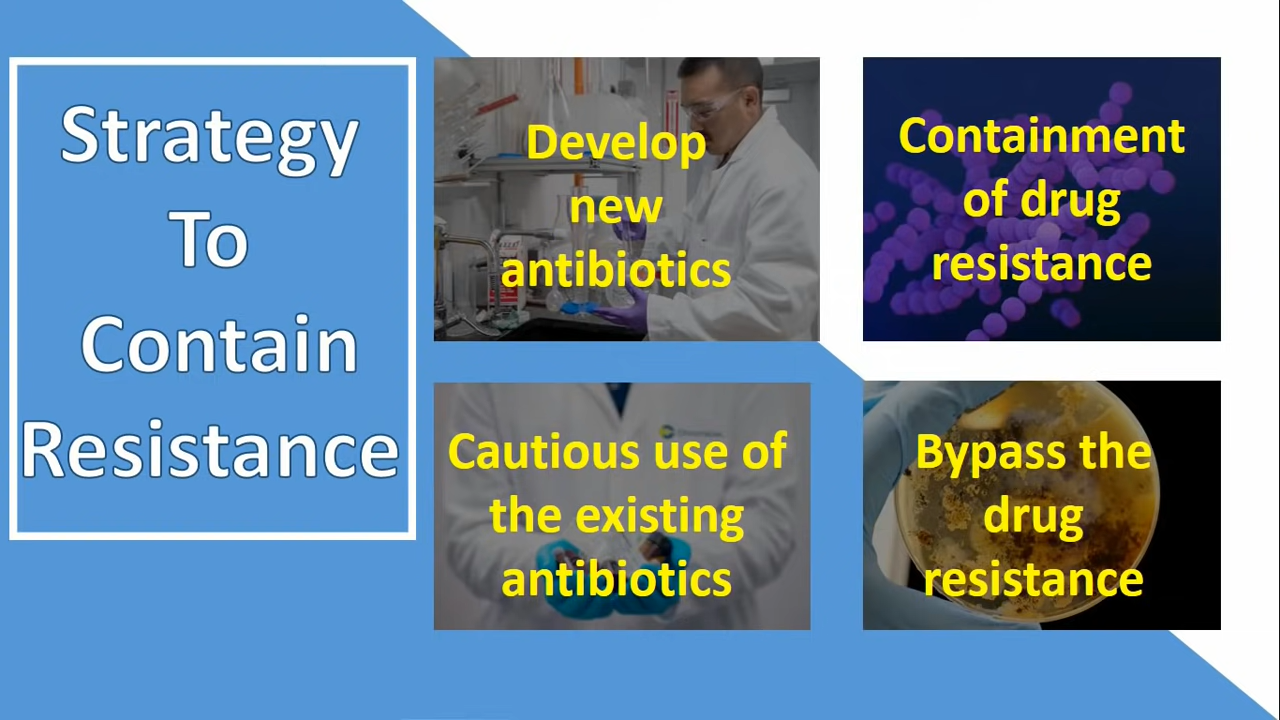 Strategy
To
Contain
Resistance
Develop
new
antibiotics
Containment
of drug
resistance
Cautious use of
the existing
antibiotics
Bypass the
drug
resistance